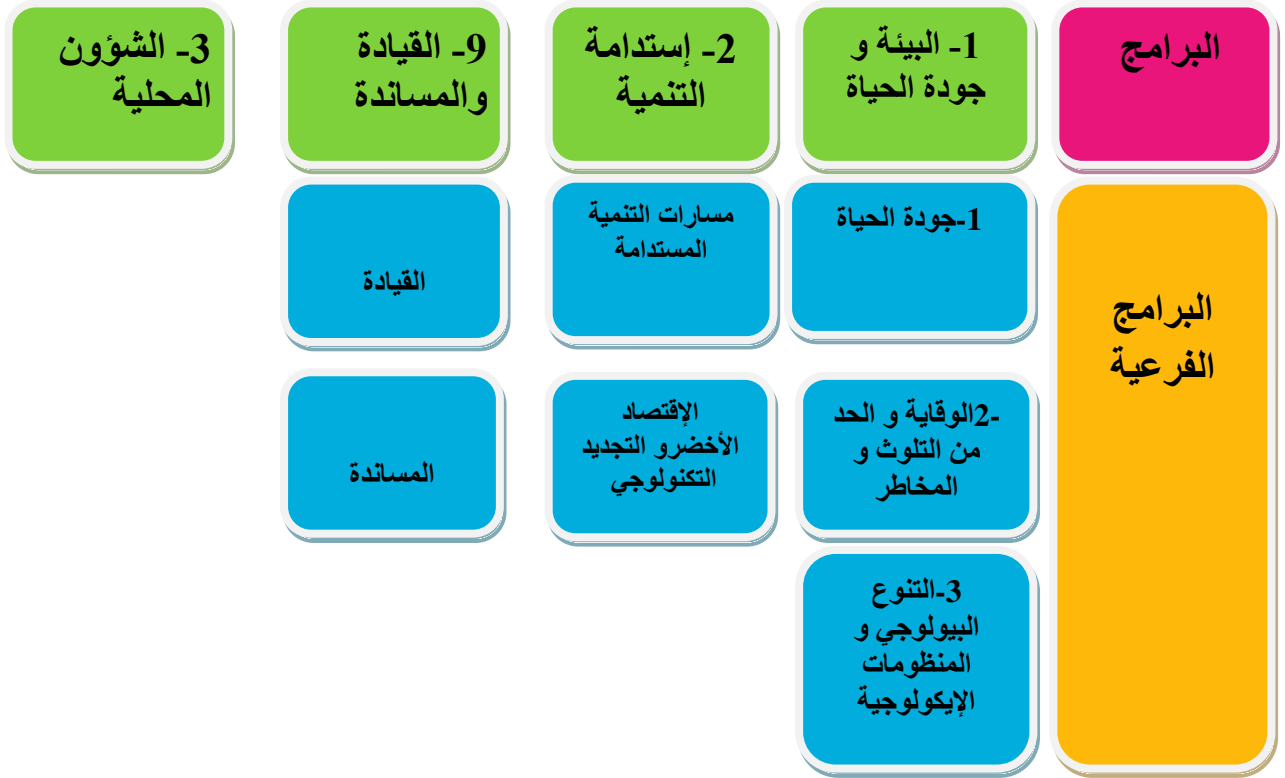 البرامج
1- البيئة و
جودة الحياة
2- إستدامة
التنمية
9- القيادة
والمساندة
3- الشؤون
المحلية
البرامج
الفرعية
1-جودة الحياة
مسارات التنمية
المستدامة
القيادة
-2الوقاية و الحد
من التلوث و
المخاطر
الإقتصاد
الأخضرو التجديد
التكنولوجي
المساندة
3-التنوع
البيولوجي و
المنظومات
الإيكولوجية